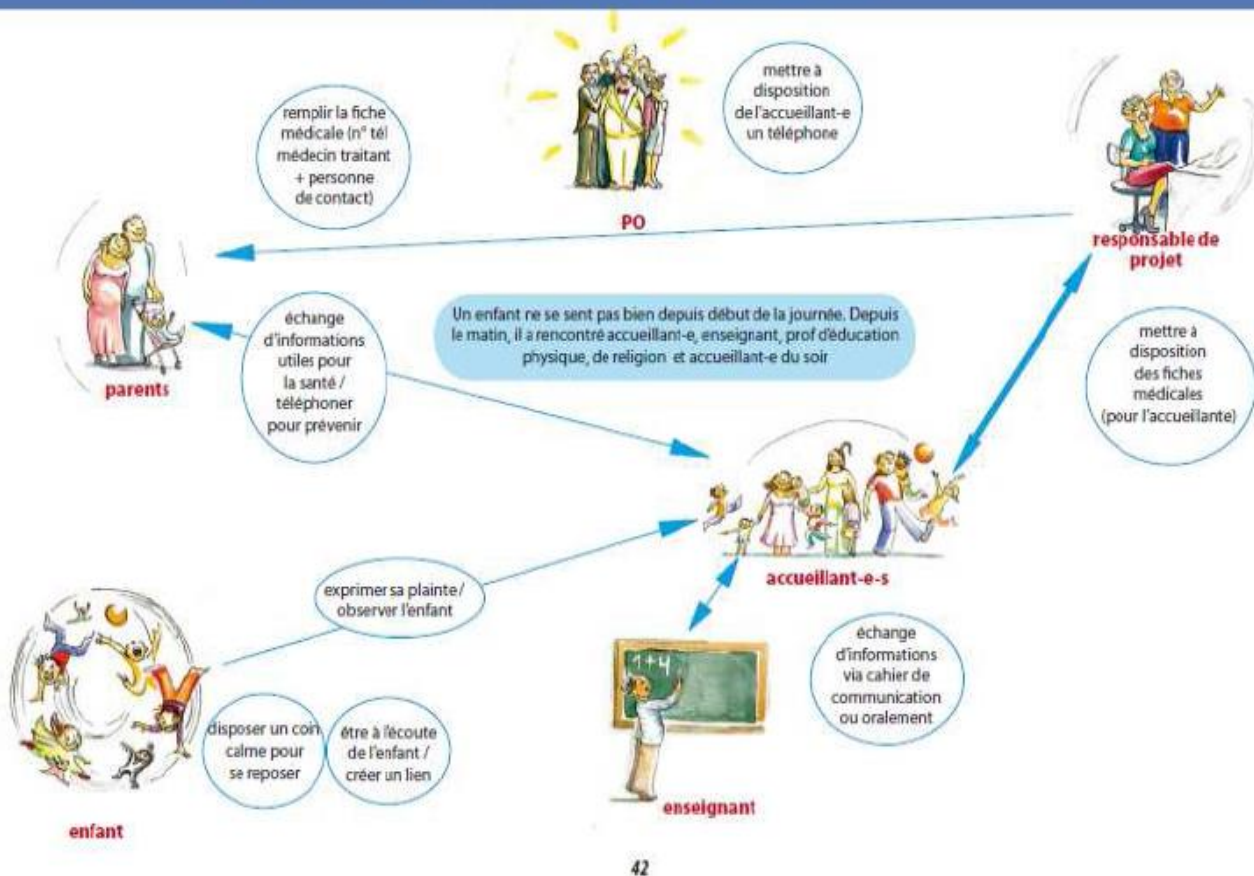 remplir la fiche
médicale (n° tél
médecin traitant
+ personne
de contact)
mettre à
disposition
de l'accueillant-e
un téléphone
PO
responsable de
projet
parents
échange
d'informations
utiles pour
la santé /
téléphoner
pour prévenir
Un enfant ne se sent pas bien depuis début de la journée. Depuis
le matin, il a rencontré accueillant-e, enseignant, prof d'éducation
physique, de religion et accueillant-e du soir
mettre à
disposition
des fiches
médicales
(pour l'accueillante)
accueillant-e-s
exprimer sa plainte /
observer l'enfant
1+4
échange
d'informations
via cahier de
communication
ou oralement
disposer un coin
calme pour
se reposer
être à l'écoute
de l'enfant /
créer un lien
enseignant
enfant
42